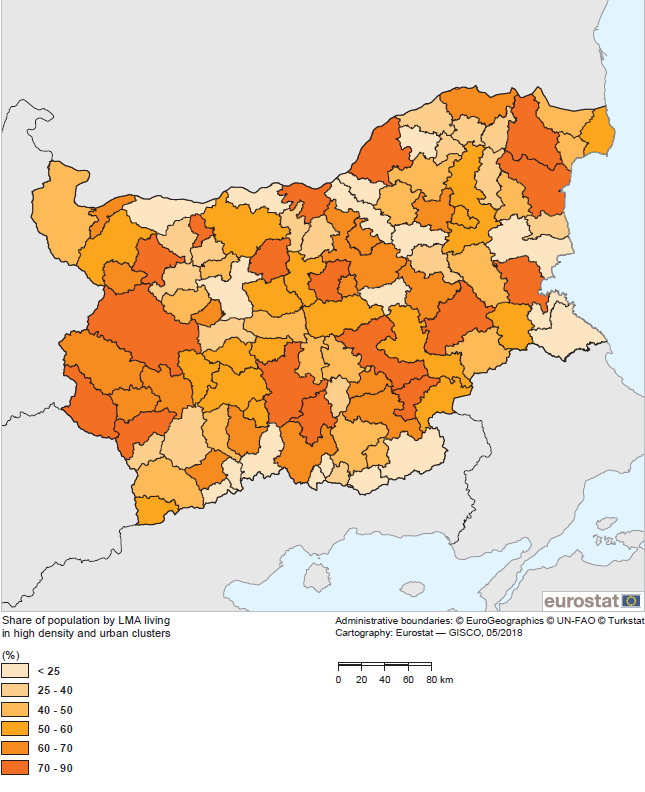 eurostat
Share of population by LMA living
in high density and urban clusters
Administrative boundaries: © EuroGeographics © UN-FAO © Turkstat
Cartography: Eurostat — GISCO, 05/2018
(%)
< 25
25 - 40
40 - 50
50 - 60
60 - 70
70 - 90
0 20 40 60 80 km